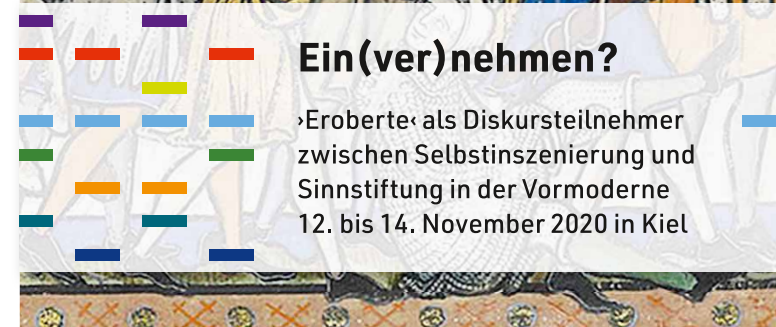 Ein(ver)nehmen?
›Eroberte‹ als Diskursteilnehmer
zwischen Selbstinszenierung und
Sinnstiftung in der Vormoderne
12. bis 14. November 2020 in Kiel